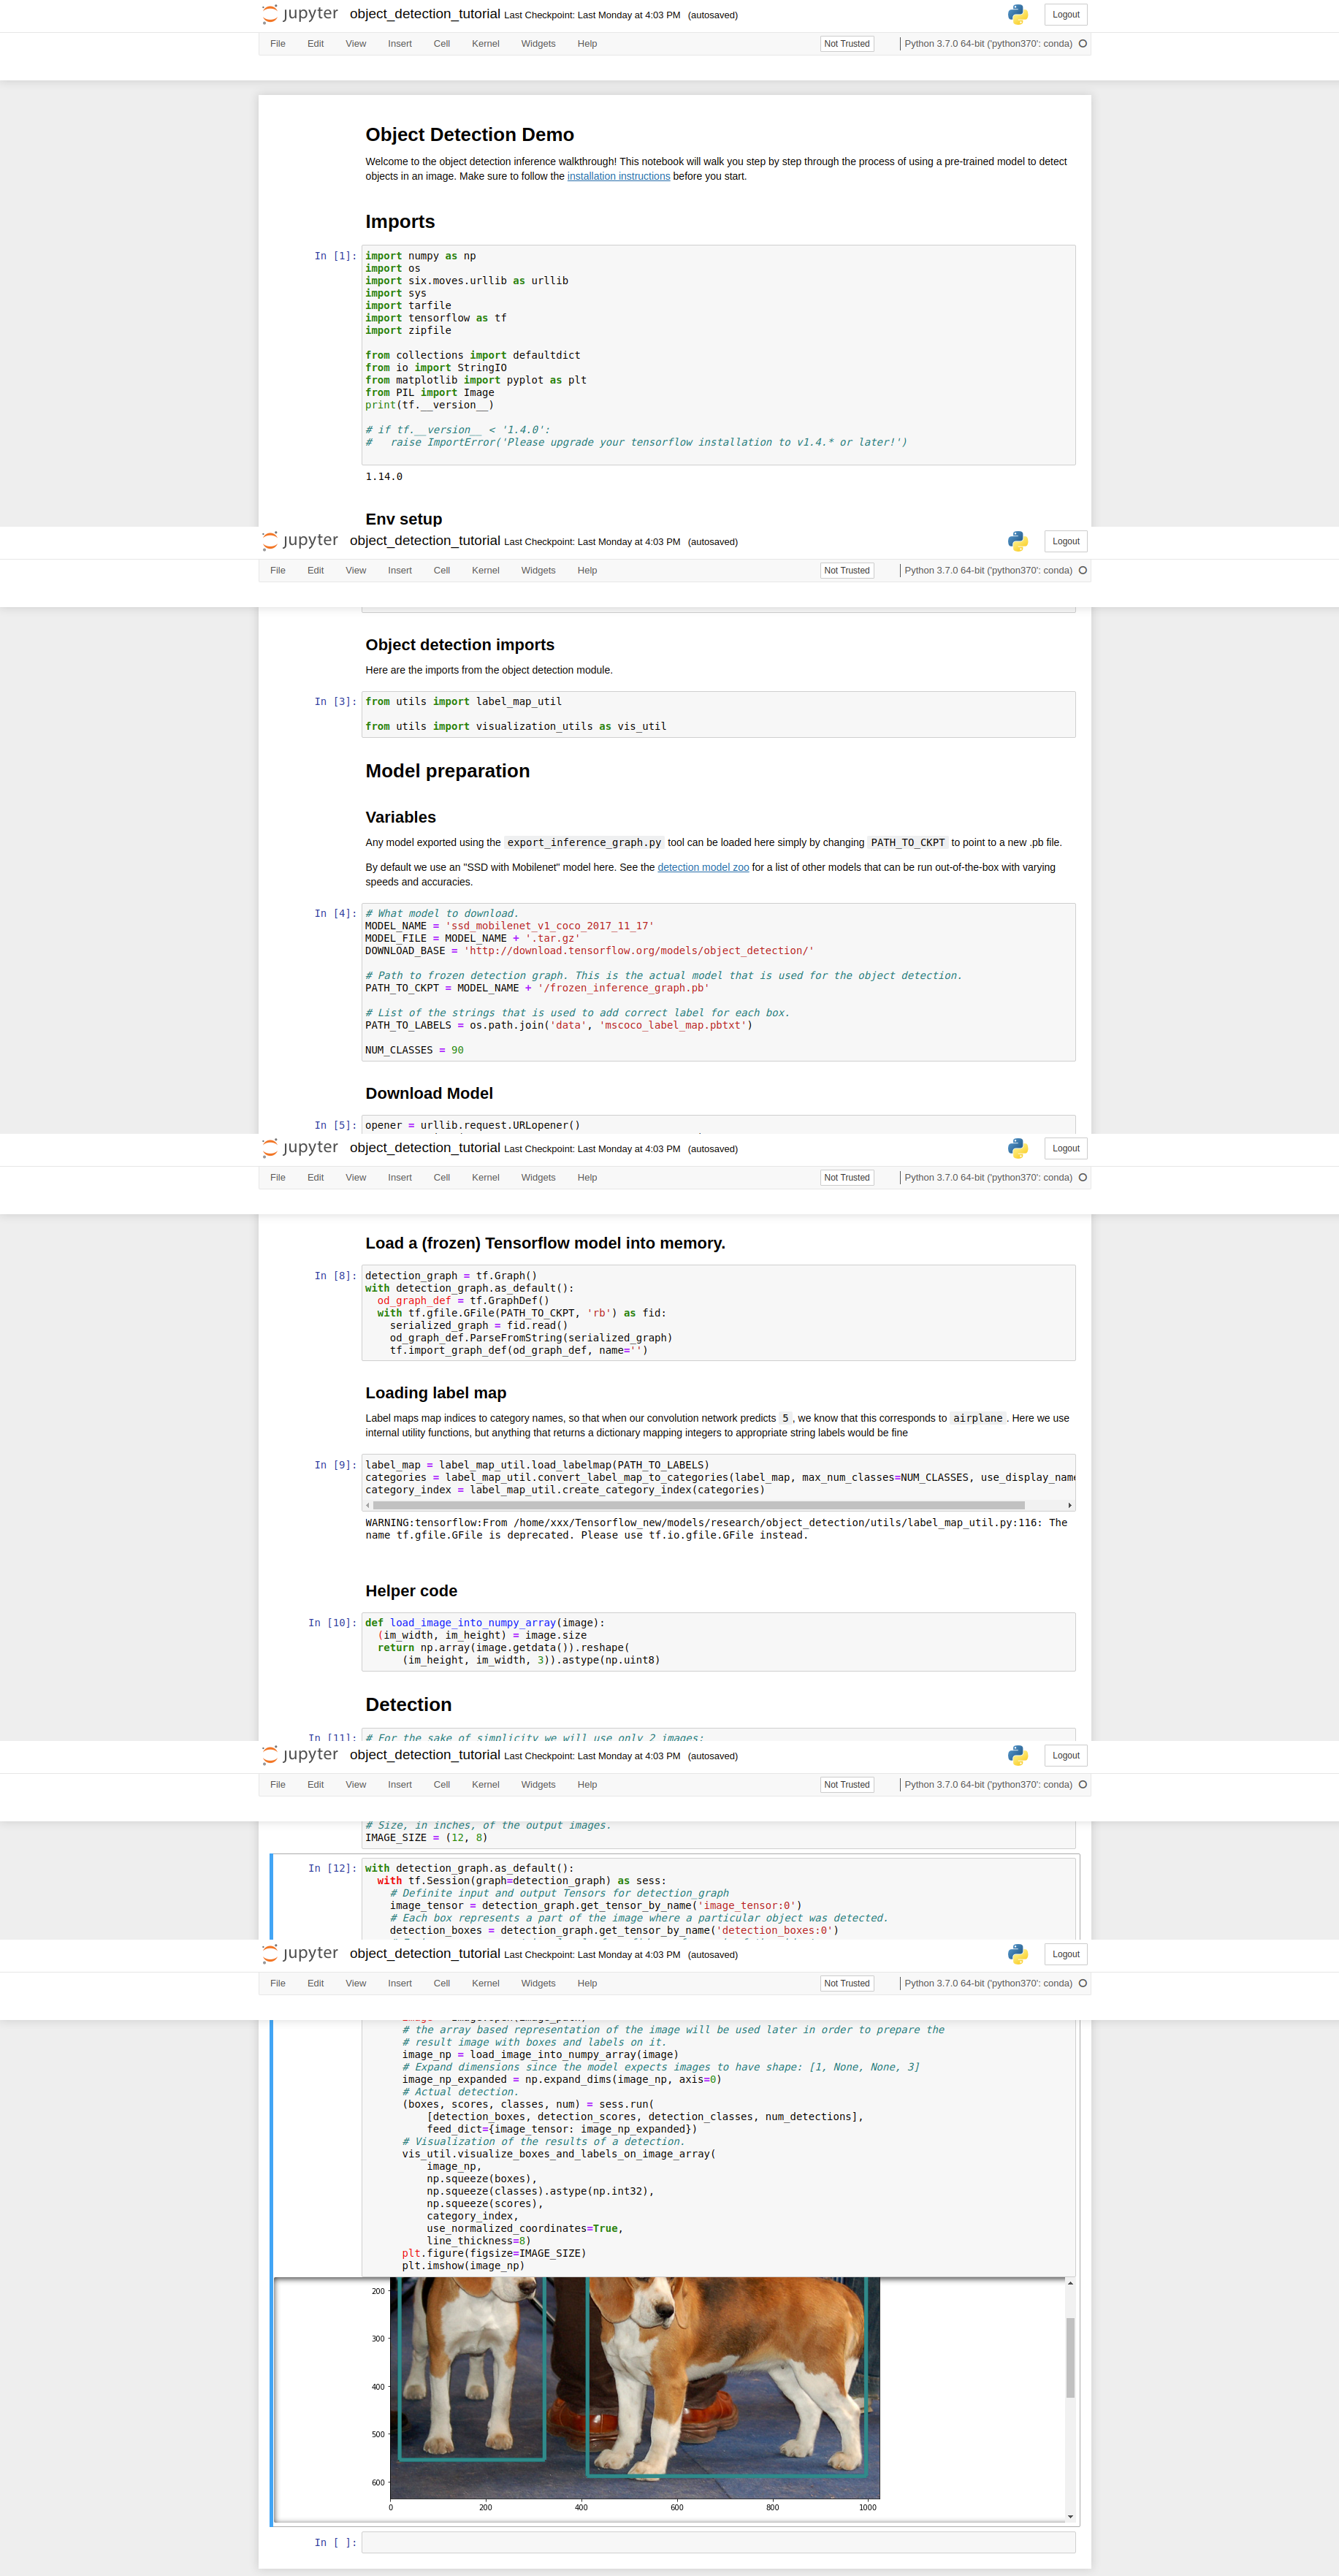 jupyter object_detection_tutorial Last Checkpoint: Last Monday at 4:03 PM (autosaved) Logout
File Edit View Insert Cell Kernel Widgets Help Not Trusted Python 3.7.0 64-bit ('python370': conda)
Object Detection Demo
Welcome to the object detection inference walkthrough! This notebook will walk you step by step through the process of using a pre-trained model to detect
objects in an image. Make sure to follow the installation instructions before you start.
Imports
In [1]: import numpy as np
import os
import six.moves.urllib as urllib
import sys
import tarfile
import tensorflow as tf
import zipfile
from collections import defaultdict
from io import StringIO
from matplotlib import pyplot as plt
from PIL import Image
print(tf.__version__)
# if tf.__version__ < '1.4.0':
#   raise ImportError('Please upgrade your tensorflow installation to v1.4.* or later!')
1.14.0
Env setup
jupyter object_detection_tutorial Last Checkpoint: Last Monday at 4:03 PM (autosaved) Logout
File Edit View Insert Cell Kernel Widgets Help Not Trusted Python 3.7.0 64-bit ('python370': conda)
Object detection imports
Here are the imports from the object detection module.
In [3]: from utils import label_map_util
from utils import visualization_utils as vis_util
Model preparation
Variables
Any model exported using the export_inference_graph.py tool can be loaded here simply by changing PATH_TO_CKPT to point to a new .pb file.
By default we use an "SSD with Mobilenet" model here. See the detection model zoo for a list of other models that can be run out-of-the-box with varying
speeds and accuracies.
In [4]: # What model to download.
MODEL_NAME = 'ssd_mobilenet_v1_coco_2017_11_17'
MODEL_FILE = MODEL_NAME + '.tar.gz'
DOWNLOAD_BASE = 'http://download.tensorflow.org/models/object_detection/'
# Path to frozen detection graph. This is the actual model that is used for the object detection.
PATH_TO_CKPT = MODEL_NAME + '/frozen_inference_graph.pb'
# List of the strings that is used to add correct label for each box.
PATH_TO_LABELS = os.path.join('data', 'mscoco_label_map.pbtxt')
NUM_CLASSES = 90
Download Model
In [5]: opener = urllib.request.URLopener()
jupyter object_detection_tutorial Last Checkpoint: Last Monday at 4:03 PM (autosaved) Logout
File Edit View Insert Cell Kernel Widgets Help Not Trusted Python 3.7.0 64-bit ('python370': conda)
Load a (frozen) Tensorflow model into memory.
In [8]: detection_graph = tf.Graph()
with detection_graph.as_default():
  od_graph_def = tf.GraphDef()
  with tf.gfile.GFile(PATH_TO_CKPT, 'rb') as fid:
    serialized_graph = fid.read()
    od_graph_def.ParseFromString(serialized_graph)
    tf.import_graph_def(od_graph_def, name='')
Loading label map
Label maps map indices to category names, so that when our convolution network predicts 5 , we know that this corresponds to airplane . Here we use
internal utility functions, but anything that returns a dictionary mapping integers to appropriate string labels would be fine
In [9]: label_map = label_map_util.load_labelmap(PATH_TO_LABELS)
categories = label_map_util.convert_label_map_to_categories(label_map, max_num_classes=NUM_CLASSES, use_display_name
category_index = label_map_util.create_category_index(categories)
WARNING:tensorflow:From /home/xxx/Tensorflow_new/models/research/object_detection/utils/label_map_util.py:116: The
name tf.gfile.GFile is deprecated. Please use tf.io.gfile.GFile instead.
Helper code
In [10]: def load_image_into_numpy_array(image):
  (im_width, im_height) = image.size
  return np.array(image.getdata()).reshape(
      (im_height, im_width, 3)).astype(np.uint8)
Detection
In [11]: # For the sake of simplicity we will use only 2 images:
jupyter object_detection_tutorial Last Checkpoint: Last Monday at 4:03 PM (autosaved) Logout
File Edit View Insert Cell Kernel Widgets Help Not Trusted Python 3.7.0 64-bit ('python370': conda)
# Size, in inches, of the output images.
IMAGE_SIZE = (12, 8)
In [12]: with detection_graph.as_default():
  with tf.Session(graph=detection_graph) as sess:
    # Definite input and output Tensors for detection_graph
    image_tensor = detection_graph.get_tensor_by_name('image_tensor:0')
    # Each box represents a part of the image where a particular object was detected.
    detection_boxes = detection_graph.get_tensor_by_name('detection_boxes:0')
jupyter object_detection_tutorial Last Checkpoint: Last Monday at 4:03 PM (autosaved) Logout
File Edit View Insert Cell Kernel Widgets Help Not Trusted Python 3.7.0 64-bit ('python370': conda)
      # the array based representation of the image will be used later in order to prepare the
      # result image with boxes and labels on it.
      image_np = load_image_into_numpy_array(image)
      # Expand dimensions since the model expects images to have shape: [1, None, None, 3]
      image_np_expanded = np.expand_dims(image_np, axis=0)
      # Actual detection.
      (boxes, scores, classes, num) = sess.run(
          [detection_boxes, detection_scores, detection_classes, num_detections],
          feed_dict={image_tensor: image_np_expanded})
      # Visualization of the results of a detection.
      vis_util.visualize_boxes_and_labels_on_image_array(
          image_np,
          np.squeeze(boxes),
          np.squeeze(classes).astype(np.int32),
          np.squeeze(scores),
          category_index,
          use_normalized_coordinates=True,
          line_thickness=8)
      plt.figure(figsize=IMAGE_SIZE)
      plt.imshow(image_np)
200
300
400
500
600
0 200 400 600 800 1000
In [ ]: